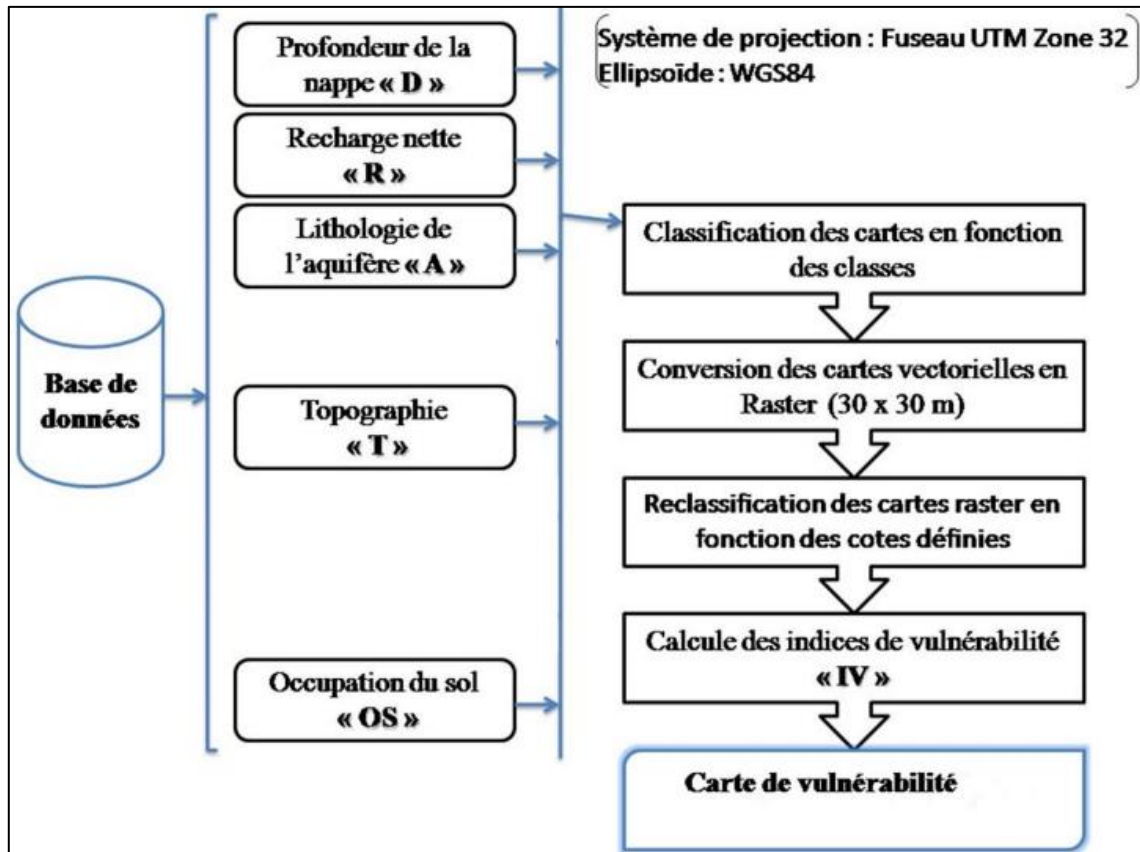 Profondeur de la
nappe « D »
Recharge nette
« R »
Lithologie de
l'aquifère « A »
Base de
données
Topographie
« T »
Occupation du sol
« OS »
Système de projection : Fuseau UTM Zone 32
Ellipsoïde : WGS84
Classification des cartes en fonction
des classes
Conversion des cartes vectorielles en
Raster (30 x 30 m)
Reclassification des cartes raster en
fonction des cotes définies
Calcule des indices de vulnérabilité
« IV »
Carte de vulnérabilité